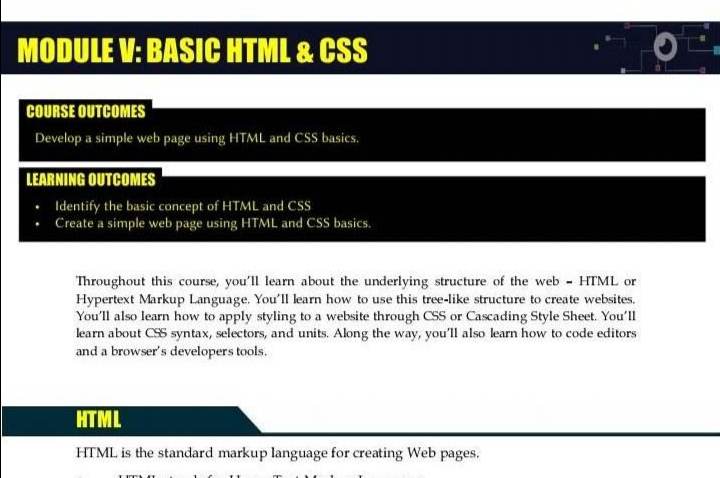 MODULE V: BASIC HTML & CSS
COURSE OUTCOMES
Develop a simple web page using HTML and CSS basics.
LEARNING OUTCOMES
• Identify the basic concept of HTML and CSS
• Create a simple web page using HTML and CSS basics.
Throughout this course, you'll learn about the underlying structure of the web - HTML or
Hypertext Markup Language. You'll learn how to use this tree-like structure to create websites.
You'll also learn how to apply styling to a website through CSS or Cascading Style Sheet. You'll
learn about CSS syntax, selectors, and units. Along the way, you'll also learn how to code editors
and a browser's developers tools.
HTML
HTML is the standard markup language for creating Web pages.